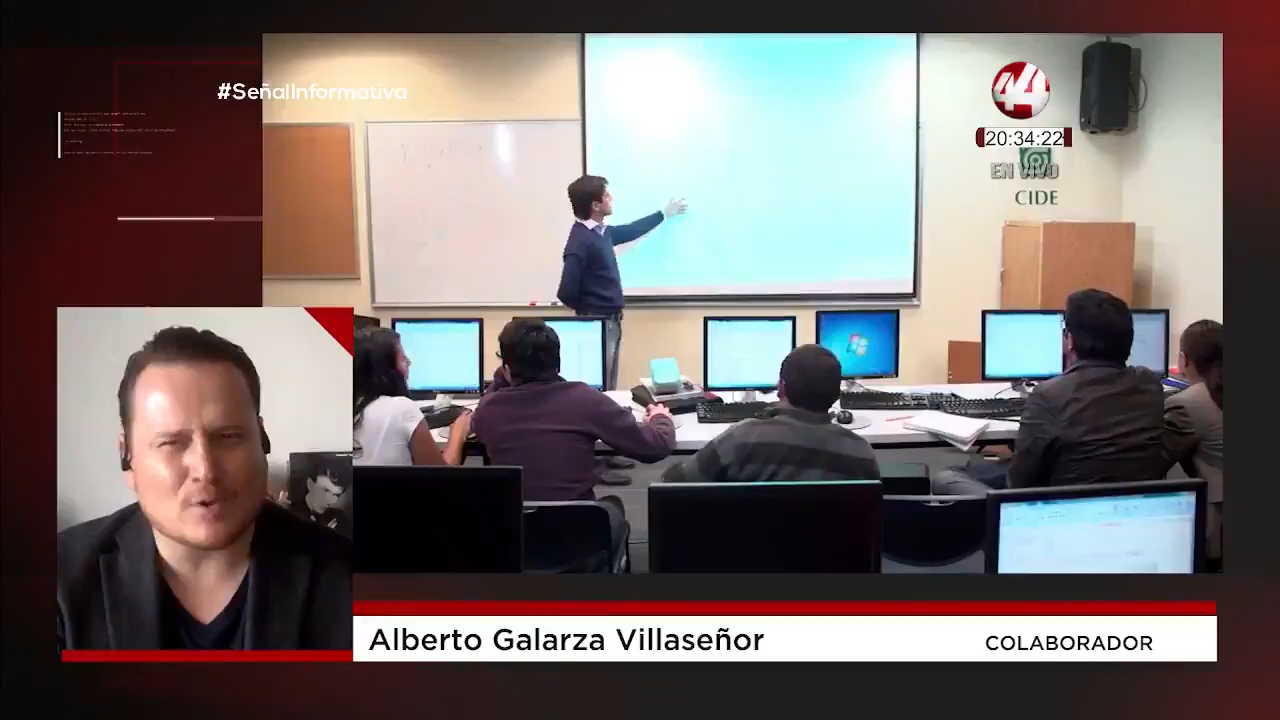 #SeñalInformativa
44
20:34:22
EN VIVO
CIDE
Alberto Galarza Villaseñor
COLABORADOR